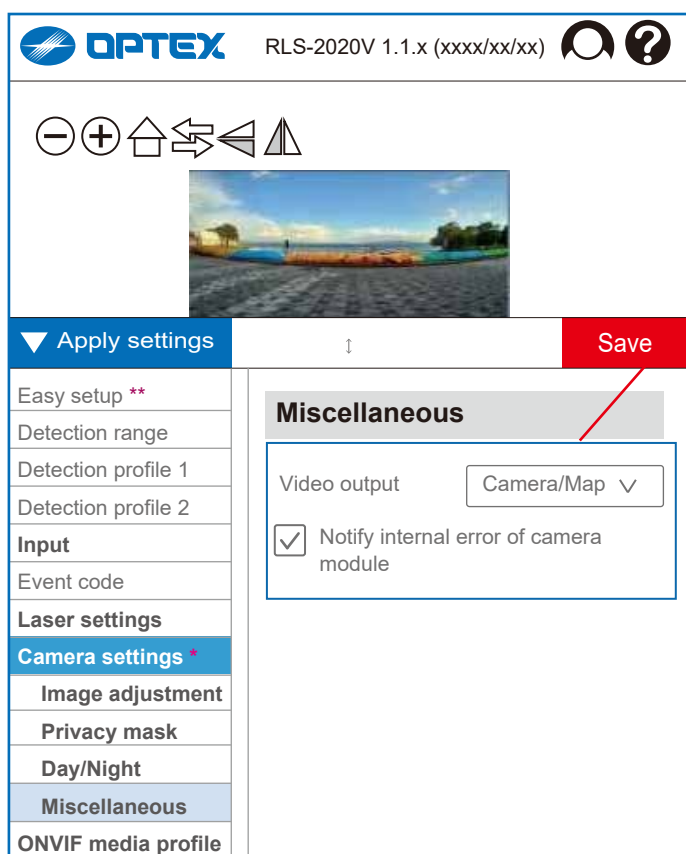 OPTEX
RLS-2020V 1.1.x (xxxx/xx/xx)
Apply settings
Save
Easy setup **
Detection range
Detection profile 1
Detection profile 2
Input
Event code
Laser settings
Camera settings *
Image adjustment
Privacy mask
Day/Night
Miscellaneous
ONVIF media profile
Miscellaneous
Video output
Camera/Map
Notify internal error of camera
module